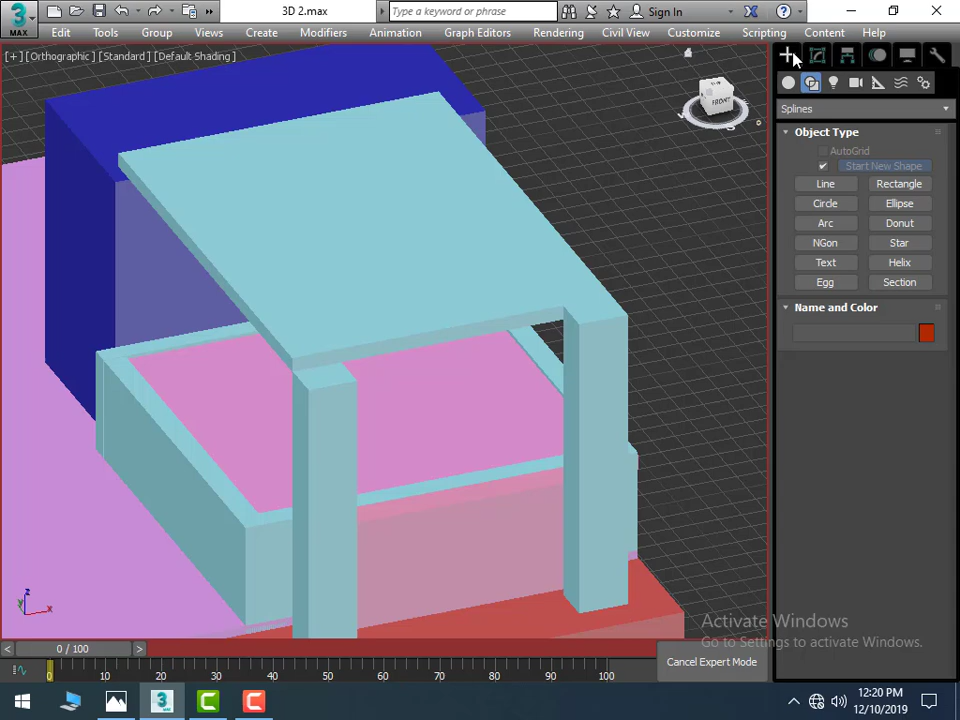 3
MAX
3D 2.max
Type a keyword or phrase
Sign In
Edit Tools Group Views Create Modifiers Animation Graph Editors Rendering Civil View Customize Scripting Content Help
[+] [Orthographic] [Standard] [Default Shading]
FRONT
Splines
Object Type
AutoGrid
Start New Shape
Line Rectangle
Circle Ellipse
Arc Donut
NGon Star
Text Helix
Egg Section
Name and Color
z
y x
Activate Windows
Go to Settings to activate Windows.
< 0 / 100 >
Cancel Expert Mode
0 10 20 30 40 50 60 70 80 90 100
12:20 PM
12/10/2019